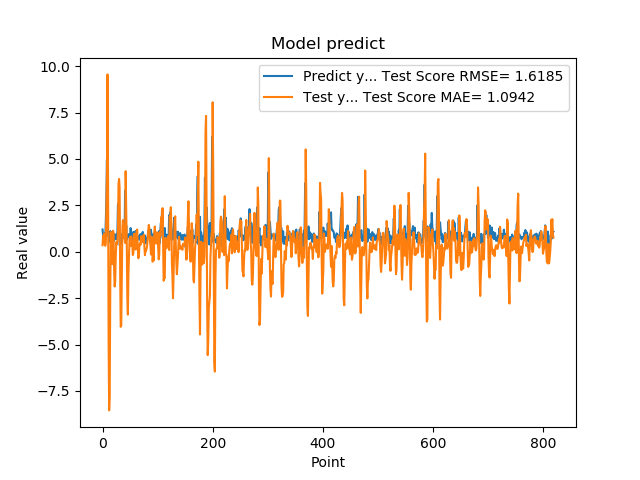 Model predict
Predict y... Test Score RMSE= 1.6185
Test y... Test Score MAE= 1.0942
10.0
7.5
5.0
2.5
0.0
−2.5
−5.0
−7.5
Real value
0 200 400 600 800
Point